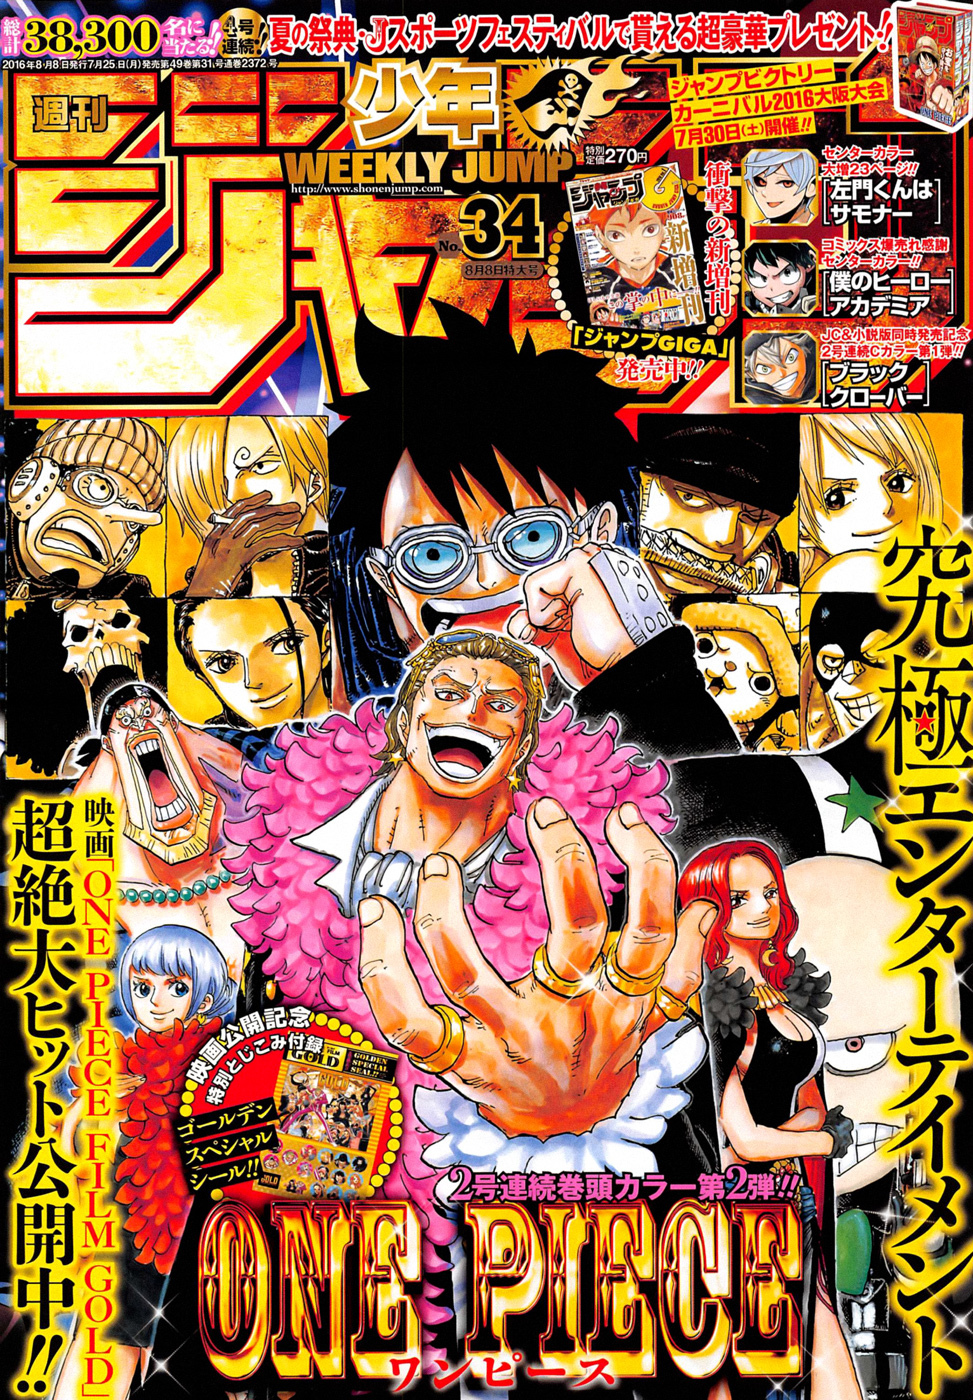 総計38,300名に当たる!
4号連続!
夏の祭典・Jスポーツフェスティバルで貰える超豪華プレゼント!!
2016年8月8日発行7月25日(月)発売第49巻第31号通巻2372号
週刊
少年
ジャンプ
WEEKLY JUMP
http://www.shonenjump.com
特別定価270円
No.34
8月8日特大号
ジャンプビクトリー
カーニバル2016大阪大会
7月30日(土)開催!!
衝撃の新増刊
「ジャンプGIGA」
発売中!!
ジャンプ
新増刊
センターカラー
大増23ページ!!
[左門くんは
サモナー]
コミックス爆売れ感謝
センターカラー!!
[僕のヒーロー
アカデミア]
JC&小説版同時発売記念
2号連続Cカラー第1弾!!
[ブラック
クローバー]
究極エンターテイメント
映画「ONE PIECE FILM GOLD」
超絶大ヒット公開中!!
映画公開記念
特別とじこみ付録
ゴールデン
スペシャル
シール!!
GOLDEN
SPECIAL
SEAL!!
GOLD
2号連続巻頭カラー第2弾!!
ONE PIECE
ワンピース